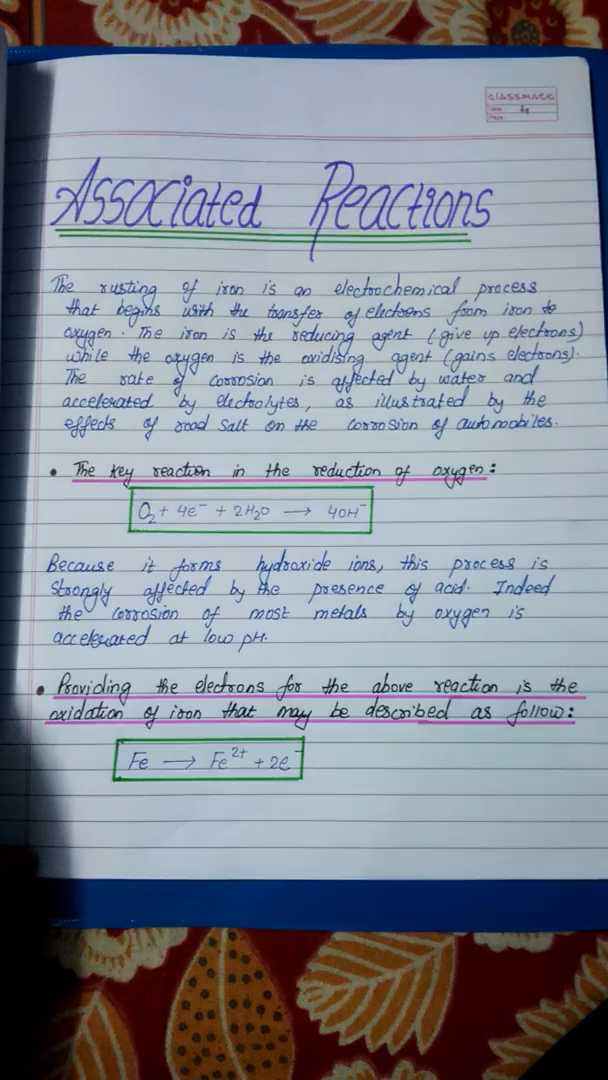 CLASSMATE
Date
Page
Associated Reactions
The rusting of iron is an electrochemical process
that begins with the transfer of electrons from iron to
oxygen. The iron is the reducing agent (give up electrons)
while the oxygen is the oxidising agent (gains electrons).
The rate of corrosion is affected by water and
accelerated by electrolytes, as illustrated by the
effects of road salt on the corrosion of automobiles.
• The key reaction in the reduction of oxygen:
O₂ + 4e⁻ + 2H₂O → 4OH⁻
Because it forms hydroxide ions, this process is
strongly affected by the presence of acid. Indeed
the corrosion of most metals by oxygen is
accelerated at low pH.
• Providing the electrons for the above reaction is the
oxidation of iron that may be described as follow:
Fe → Fe²⁺ + 2e⁻